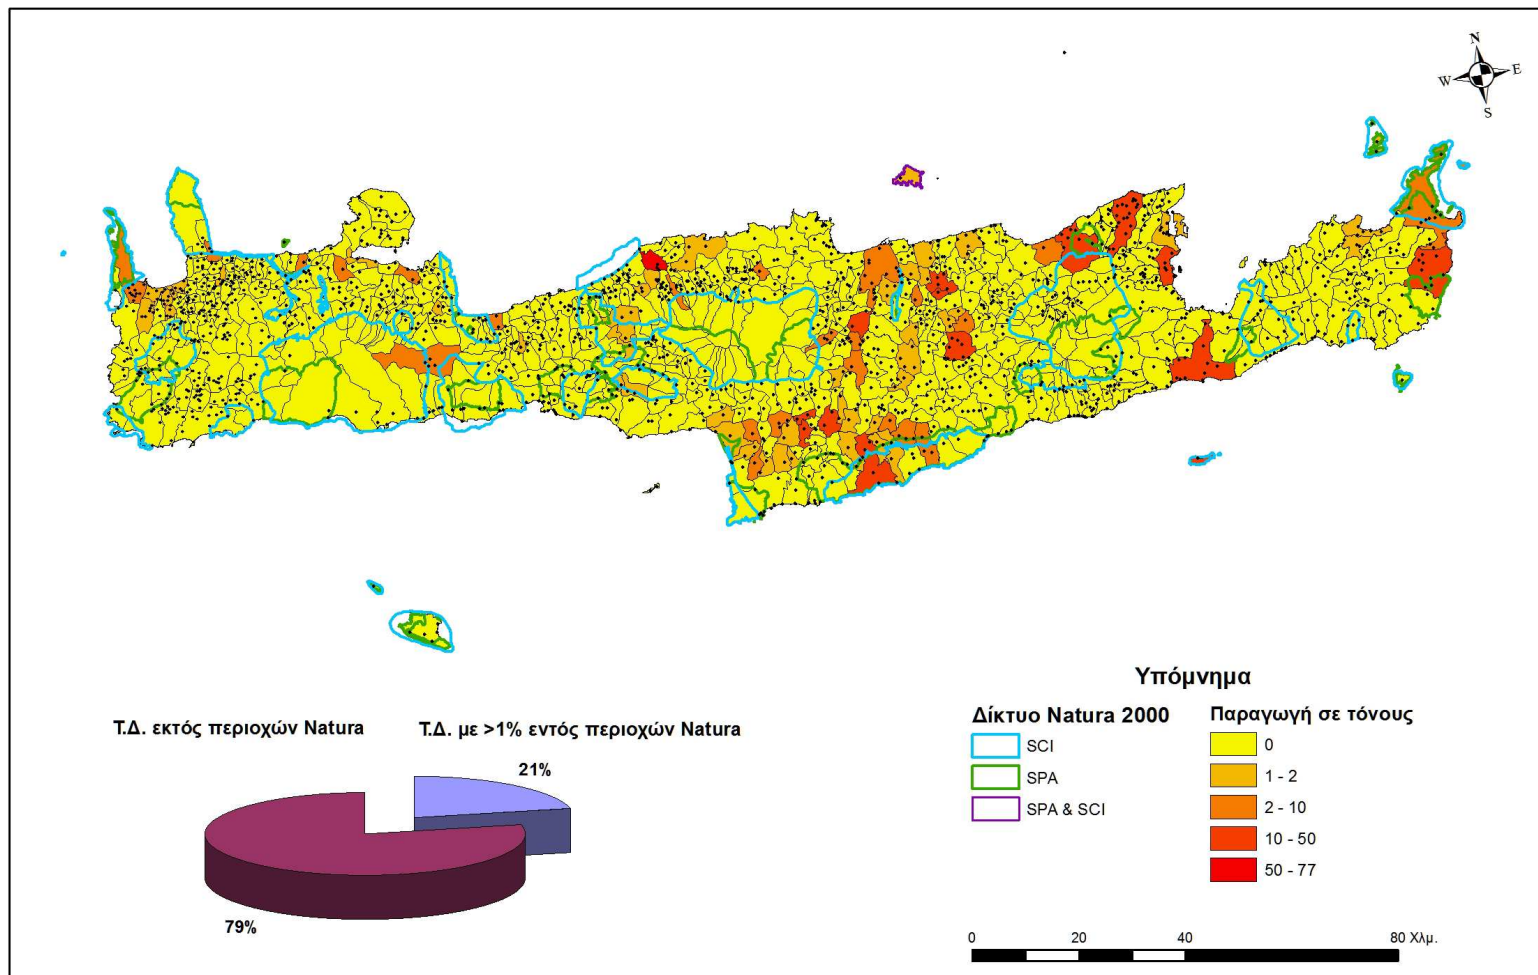 N
W
E
S
Υπόμνημα
Δίκτυο Natura 2000
SCI
SPA
SPA & SCI
Παραγωγή σε τόνους
0
1 - 2
2 - 10
10 - 50
50 - 77
Τ.Δ. εκτός περιοχών Natura
Τ.Δ. με >1% εντός περιοχών Natura
21%
79%
0 20 40 80 Χλμ.